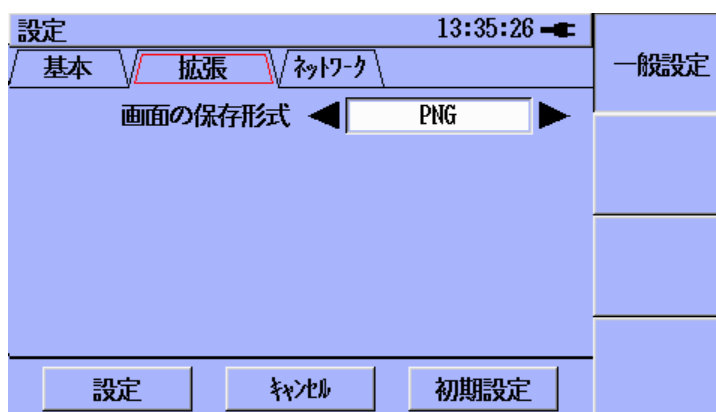 設定 13:35:26
一般設定
基本 拡張 ﾈｯﾄﾜｰｸ
画面の保存形式 PNG
設定 ｷｬﾝｾﾙ 初期設定